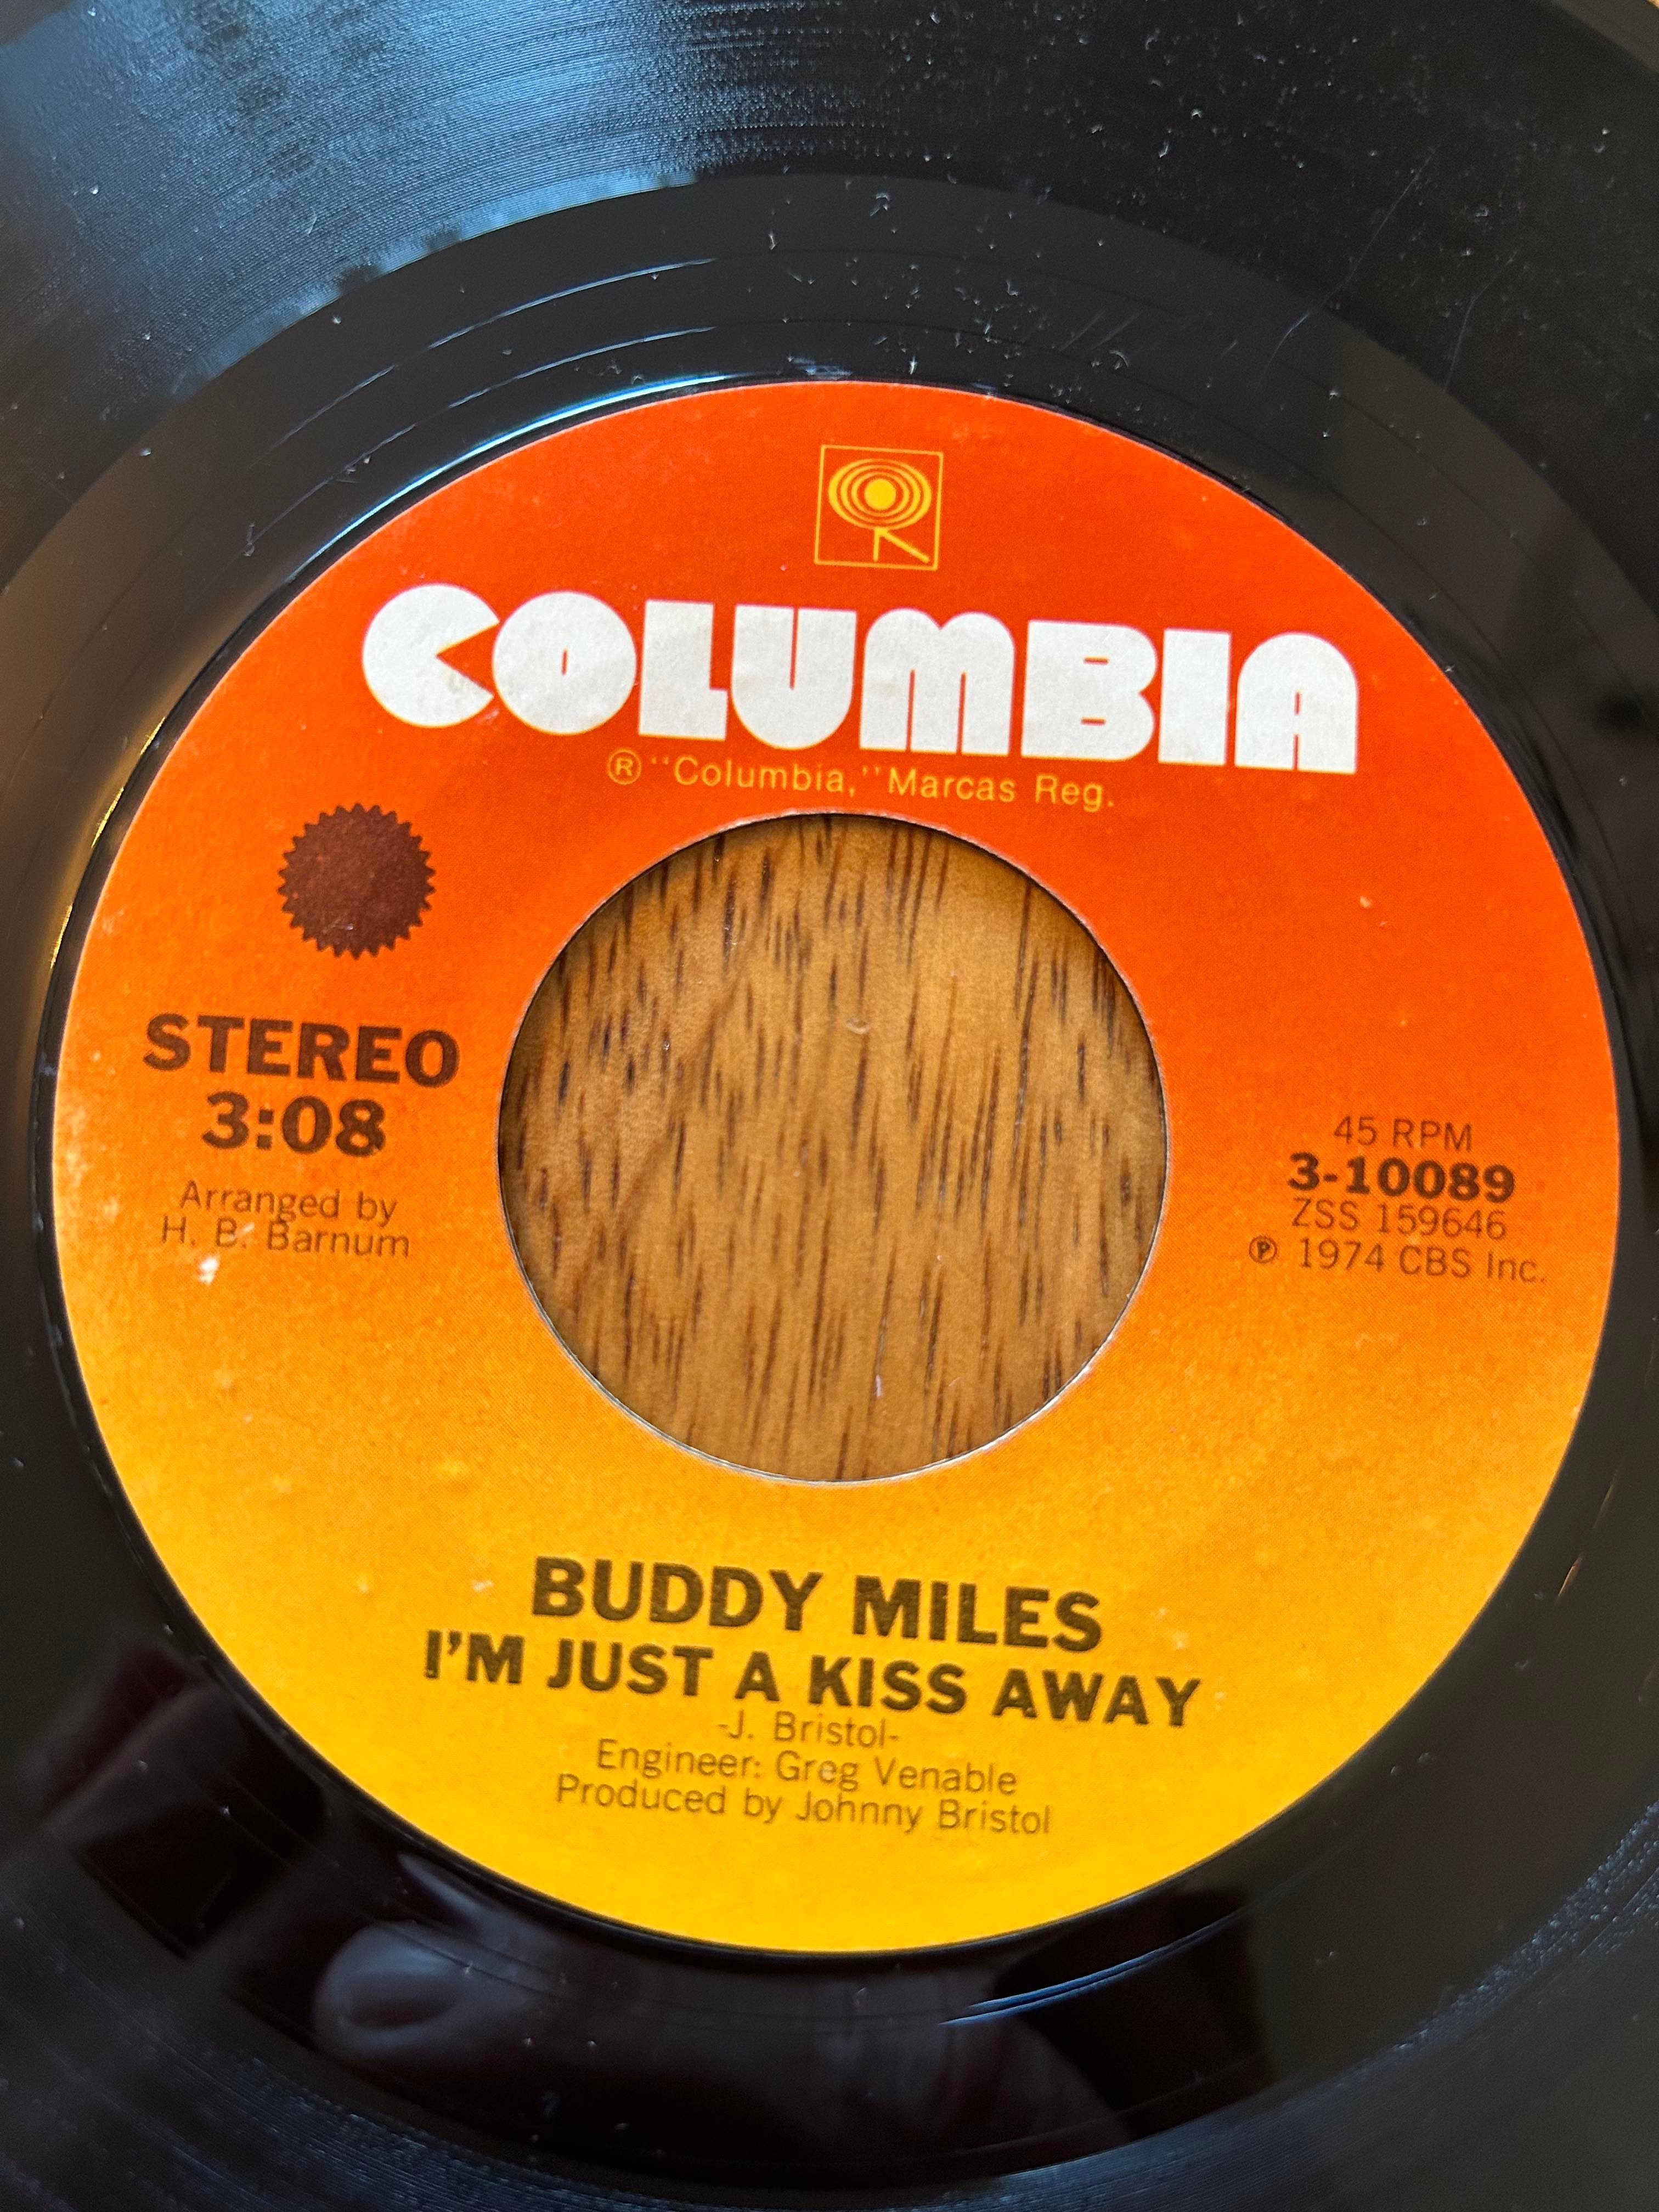 COLUMBIA
® "Columbia," Marcas Reg.
STEREO
3:08
Arranged by
H. B. Barnum
45 RPM
3-10089
ZSS 159646
℗ 1974 CBS Inc.
BUDDY MILES
I'M JUST A KISS AWAY
-J. Bristol-
Engineer: Greg Venable
Produced by Johnny Bristol